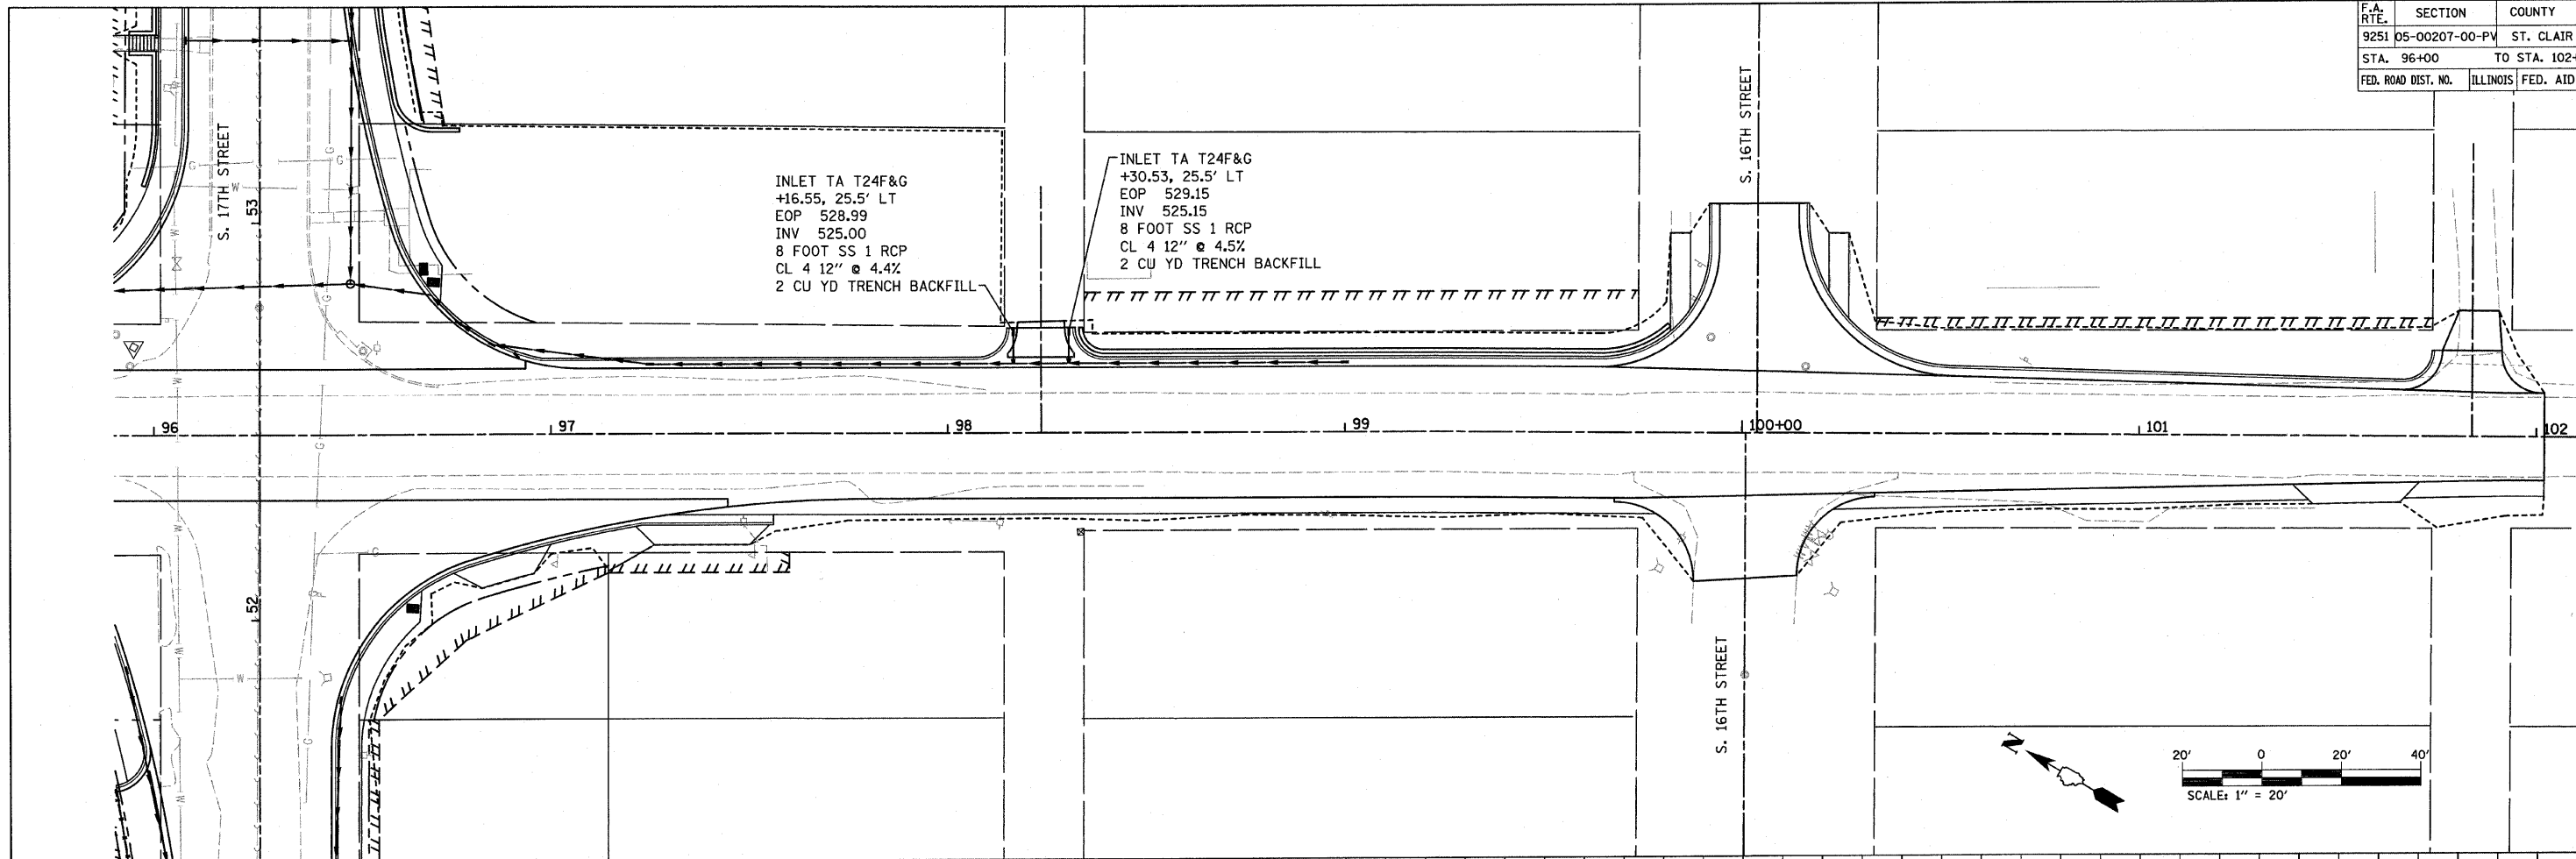 F.A. RTE. SECTION COUNTY
9251 05-00207-00-PV ST. CLAIR
STA. 96+00 TO STA. 102+
FED. ROAD DIST. NO. ILLINOIS FED. AID
S. 17TH STREET
53
S. 16TH STREET
INLET TA T24F&G
+16.55, 25.5' LT
EOP 528.99
INV 525.00
8 FOOT SS 1 RCP
CL 4 12" @ 4.4%
2 CU YD TRENCH BACKFILL
INLET TA T24F&G
+30.53, 25.5' LT
EOP 529.15
INV 525.15
8 FOOT SS 1 RCP
CL 4 12" @ 4.5%
2 CU YD TRENCH BACKFILL
G
G
G
W
W
G
96 97 98 99 100+00 101 102
G
W
52
G
W
W
W
G
W
S. 16TH STREET
N
20' 0 20' 40'
SCALE: 1" = 20'